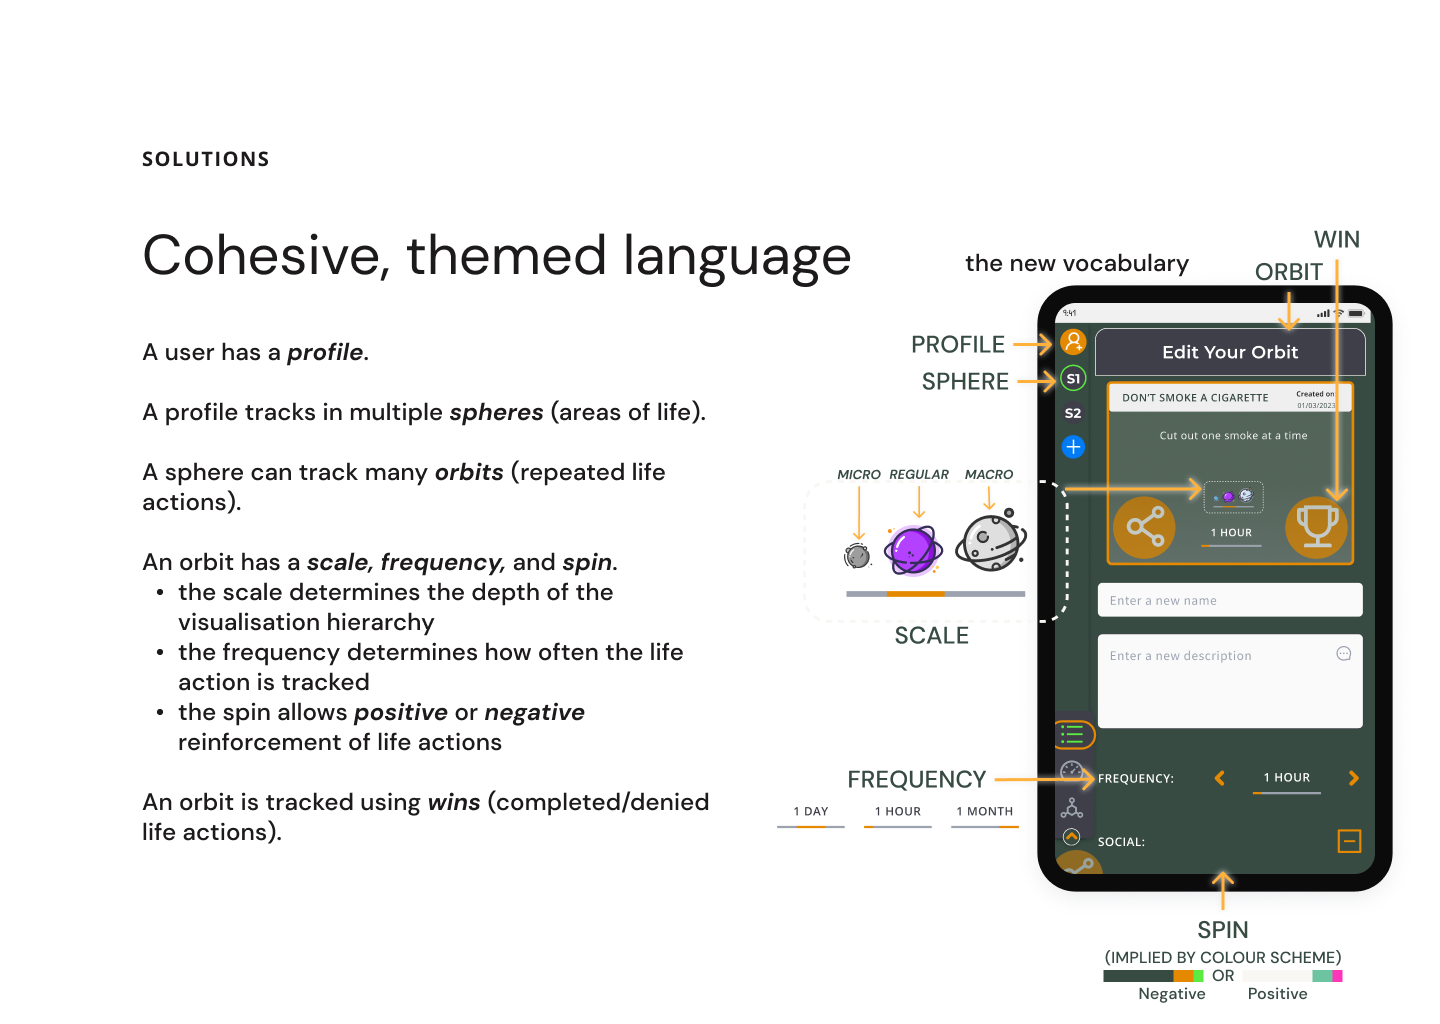 SOLUTIONS
Cohesive, themed language
A user has a profile.
A profile tracks in multiple spheres (areas of life).
A sphere can track many orbits (repeated life
actions).
An orbit has a scale, frequency, and spin.
• the scale determines the depth of the
visualisation hierarchy
• the frequency determines how often the life
action is tracked
• the spin allows positive or negative
reinforcement of life actions
An orbit is tracked using wins (completed/denied
life actions).
the new vocabulary
WIN
ORBIT
PROFILE
SPHERE
MICRO REGULAR MACRO
SCALE
FREQUENCY
1 DAY 1 HOUR 1 MONTH
9:41
Edit Your Orbit
S1
S2
DON'T SMOKE A CIGARETTE
Created on
01/03/2023
Cut out one smoke at a time
1 HOUR
Enter a new name
Enter a new description
FREQUENCY: 1 HOUR
SOCIAL:
SPIN
(IMPLIED BY COLOUR SCHEME)
OR
Negative Positive